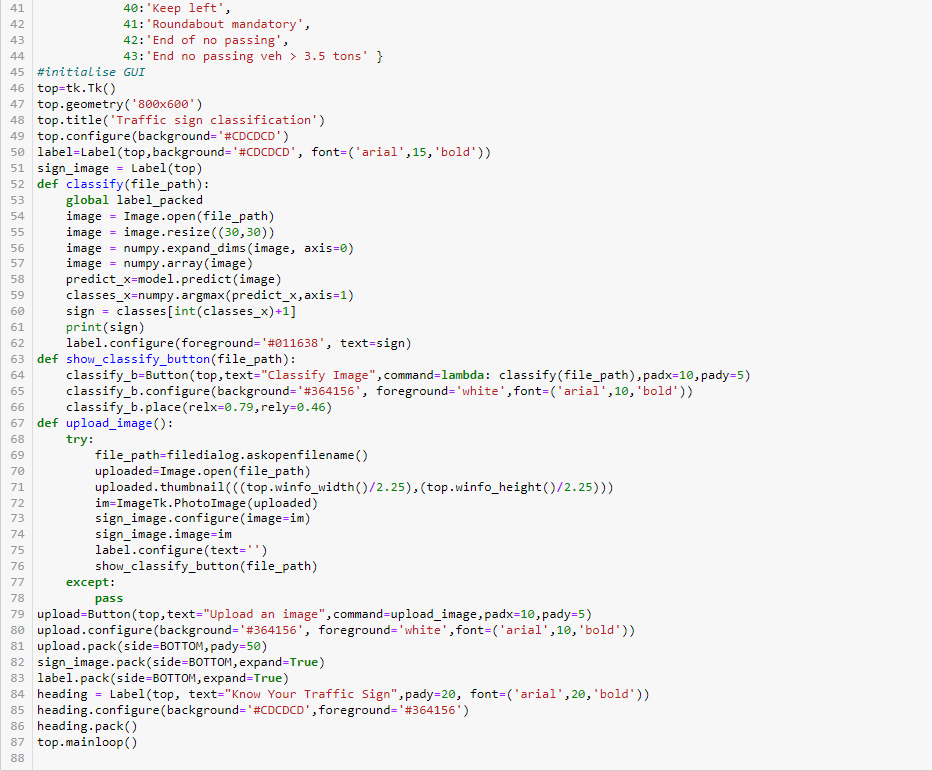 41            40:'Keep left',
42            41:'Roundabout mandatory',
43            42:'End of no passing',
44            43:'End no passing veh > 3.5 tons' }
45 #initialise GUI
46 top=tk.Tk()
47 top.geometry('800x600')
48 top.title('Traffic sign classification')
49 top.configure(background='#CDCDCD')
50 label=Label(top,background='#CDCDCD', font=('arial',15,'bold'))
51 sign_image = Label(top)
52 def classify(file_path):
53     global label_packed
54     image = Image.open(file_path)
55     image = image.resize((30,30))
56     image = numpy.expand_dims(image, axis=0)
57     image = numpy.array(image)
58     predict_x=model.predict(image)
59     classes_x=numpy.argmax(predict_x,axis=1)
60     sign = classes[int(classes_x)+1]
61     print(sign)
62     label.configure(foreground='#011638', text=sign)
63 def show_classify_button(file_path):
64     classify_b=Button(top,text="Classify Image",command=lambda: classify(file_path),padx=10,pady=5)
65     classify_b.configure(background='#364156', foreground='white',font=('arial',10,'bold'))
66     classify_b.place(relx=0.79,rely=0.46)
67 def upload_image():
68     try:
69         file_path=filedialog.askopenfilename()
70         uploaded=Image.open(file_path)
71         uploaded.thumbnail(((top.winfo_width()/2.25),(top.winfo_height()/2.25)))
72         im=ImageTk.PhotoImage(uploaded)
73         sign_image.configure(image=im)
74         sign_image.image=im
75         label.configure(text='')
76         show_classify_button(file_path)
77     except:
78         pass
79 upload=Button(top,text="Upload an image",command=upload_image,padx=10,pady=5)
80 upload.configure(background='#364156', foreground='white',font=('arial',10,'bold'))
81 upload.pack(side=BOTTOM,pady=50)
82 sign_image.pack(side=BOTTOM,expand=True)
83 label.pack(side=BOTTOM,expand=True)
84 heading = Label(top, text="Know Your Traffic Sign",pady=20, font=('arial',20,'bold'))
85 heading.configure(background='#CDCDCD',foreground='#364156')
86 heading.pack()
87 top.mainloop()
88